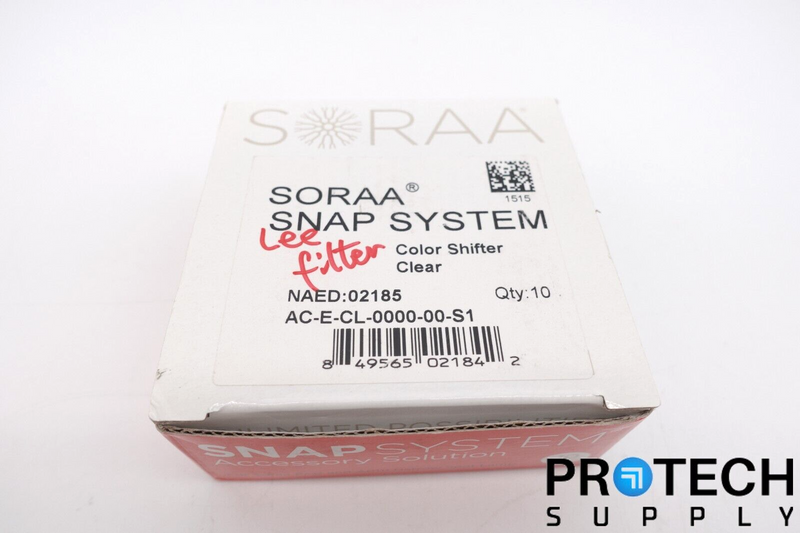 SORAA
SORAA®
1515
SNAP SYSTEM
Lee filter
Color Shifter
Clear
NAED:02185
Qty:10
AC-E-CL-0000-00-S1
8 49565 02184 2
SNAP SYSTEM
Accessory Solution
PROTECH
SUPPLY